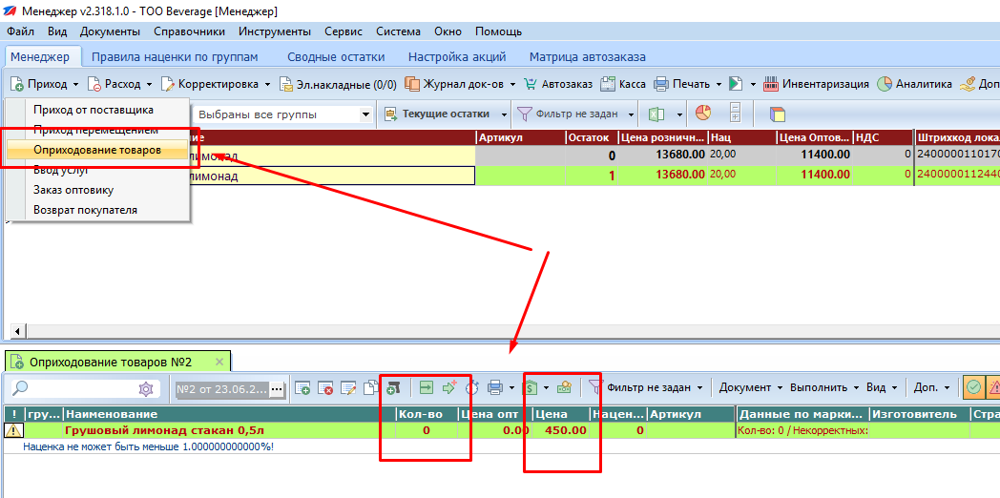 Менеджер v2.318.1.0 - ТОО Beverage [Менеджер]
Файл Вид Документы Справочники Инструменты Сервис Система Окно Помощь
Менеджер Правила наценки по группам Сводные остатки Настройка акций Матрица автозаказа
Приход Расход Корректировка Эл.накладные (0/0) Журнал док-ов Автозаказ Касса Печать Инвентаризация Аналитика Доп
Приход от поставщика
Приход перемещением
Оприходование товаров
Ввод услуг
Заказ оптовику
Возврат покупателя
Выбраны все группы Текущие остатки Фильтр не задан
ие Артикул Остаток Цена розничн... Нац Цена Оптов... НДС Штрихкод лока
лимонад 0 13680.00 20,00 11400.00 0 2400000110170
лимонад 1 13680.00 20,00 11400.00 0 2400000112440
Оприходование товаров №2
№2 от 23.06.2... ... Фильтр не задан Документ Выполнить Вид Доп.
! гру... Наименование Кол-во Цена опт Цена Нацен... Артикул Данные по марки... Изготовитель Стра
Грушовый лимонад стакан 0,5л 0 0.00 450.00 0 Кол-во: 0 / Некорректных:
Наценка не может быть меньше 1.000000000000%!